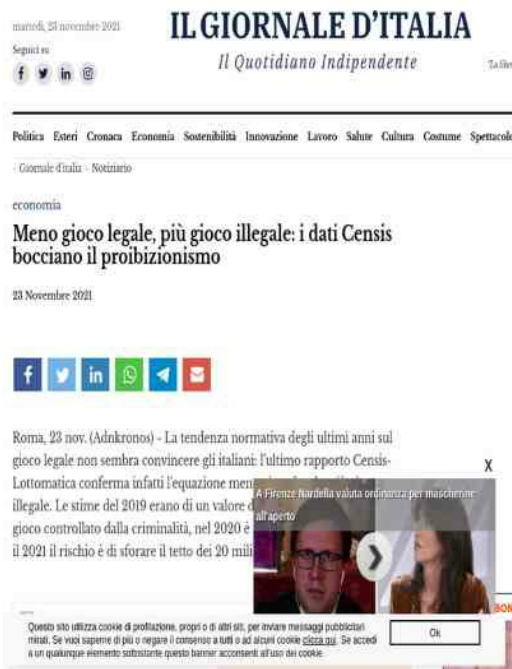 martedì, 23 novembre 2021
IL GIORNALE D'ITALIA
Seguici su
Il Quotidiano Indipendente
Politica Esteri Cronaca Economia Sostenibilità Innovazione Lavoro Salute Cultura Costume Spettacolo
- Giornale d'italia - Notiziario
economia
Meno gioco legale, più gioco illegale: i dati Censis
bocciano il proibizionismo
23 Novembre 2021
Roma, 23 nov. (Adnkronos) - La tendenza normativa degli ultimi anni sul
gioco legale non sembra convincere gli italiani: l'ultimo rapporto Censis-
Lottomatica conferma infatti l'equazione men
X
illegale. Le stime del 2019 erano di un valore d
gioco controllato dalla criminalità, nel 2020 è
il 2021 il rischio è di sforare il tetto dei 20 mili
A Firenze Nardella valuta ordinanza per mascherine
all'aperto
Questo sito utilizza cookie di profilazione, propri o di altri siti, per inviare messaggi pubblicitari
mirati. Se vuoi saperne di più o negare il consenso a tutti o ad alcuni cookie clicca qui. Se accedi
a un qualunque elemento sottostante questo banner acconsenti all'uso dei cookie.
Ok